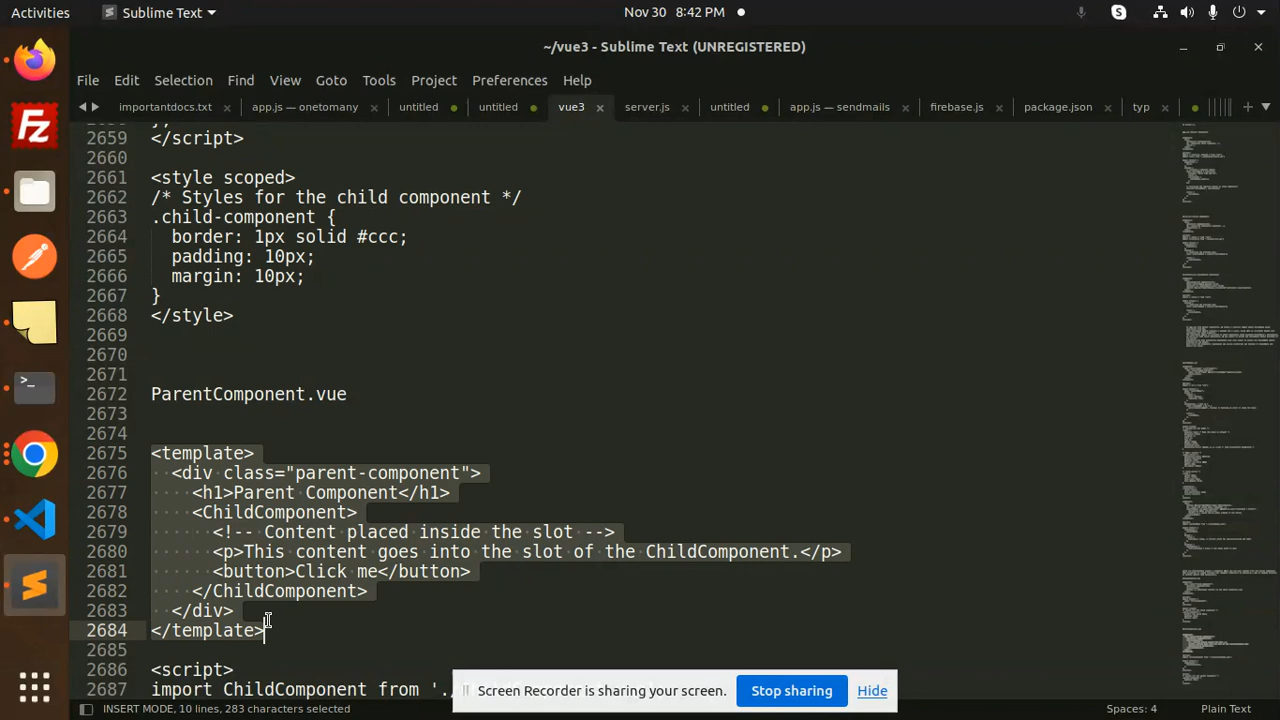 Activities
Sublime Text
Nov 30 8:42 PM
~/vue3 - Sublime Text (UNREGISTERED)
File Edit Selection Find View Goto Tools Project Preferences Help
importantdocs.txt app.js — onetomany untitled untitled vue3 server.js untitled app.js — sendmails firebase.js package.json typ
2659 </script>
2660
2661 <style scoped>
2662 /* Styles for the child component */
2663 .child-component {
2664 border: 1px solid #ccc;
2665 padding: 10px;
2666 margin: 10px;
2667 }
2668 </style>
2669
2670
2671
2672 ParentComponent.vue
2673
2674
2675 <template>
2676 <div class="parent-component">
2677 <h1>Parent Component</h1>
2678 <ChildComponent>
2679 <!-- Content placed inside the slot -->
2680 <p>This content goes into the slot of the ChildComponent.</p>
2681 <button>Click me</button>
2682 </ChildComponent>
2683 </div>
2684 </template>
2685
2686 <script>
2687 import ChildComponent from './
Screen Recorder is sharing your screen. Stop sharing Hide
INSERT MODE, 10 lines, 283 characters selected
Spaces: 4
Plain Text